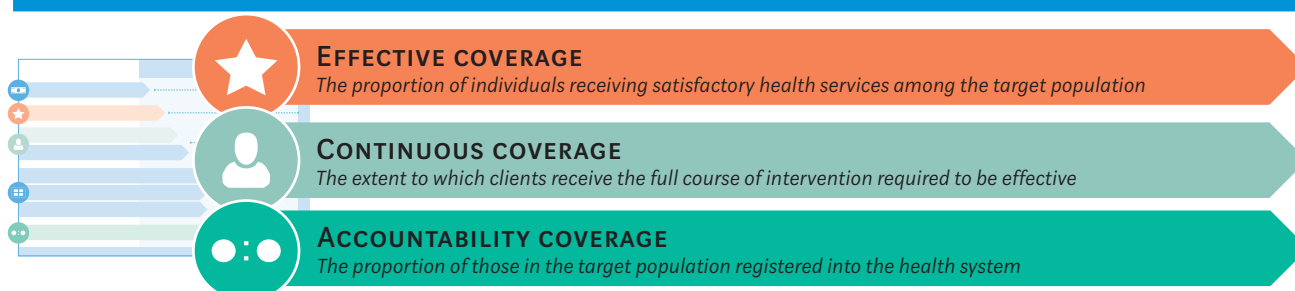 EFFECTIVE COVERAGE
The proportion of individuals receiving satisfactory health services among the target population
CONTINUOUS COVERAGE
The extent to which clients receive the full course of intervention required to be effective
ACCOUNTABILITY COVERAGE
The proportion of those in the target population registered into the health system